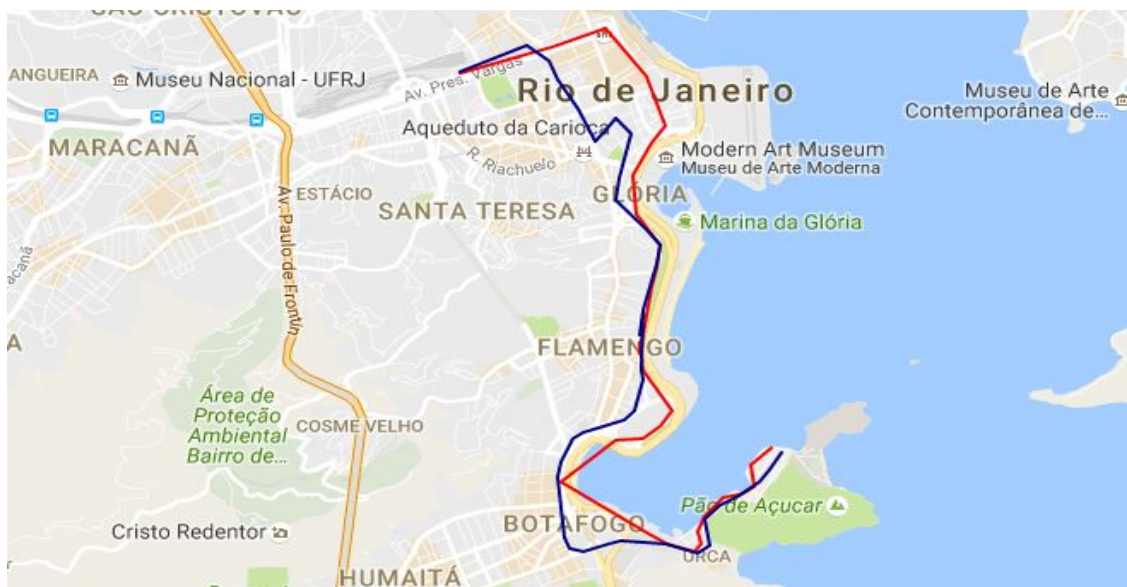 SÃO CRISTÓVÃO
ANGUEIRA
Museu Nacional - UFRJ
Av. Pres. Vargas
Rio de Janeiro
Museu de Arte
Contemporânea de...
MARACANÃ
Aqueduto da Carioca
R. Riachuelo
Modern Art Museum
Museu de Arte Moderna
ESTÁCIO
GLÓRIA
SANTA TERESA
Marina da Glória
Av. Paulo de Frontin
racanã
A
FLAMENGO
Área de
Proteção
Ambiental
Bairro de...
COSME VELHO
Pão de Açucar
Cristo Redentor
BOTAFOGO
URCA
HUMAITÁ